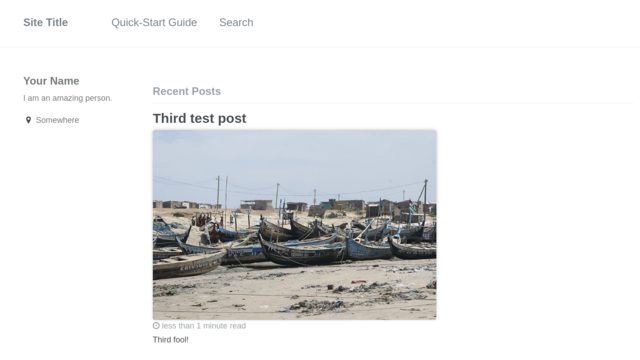 Site Title Quick-Start Guide Search
Your Name
I am an amazing person.
Somewhere
Recent Posts
Third test post
less than 1 minute read
Third fool!